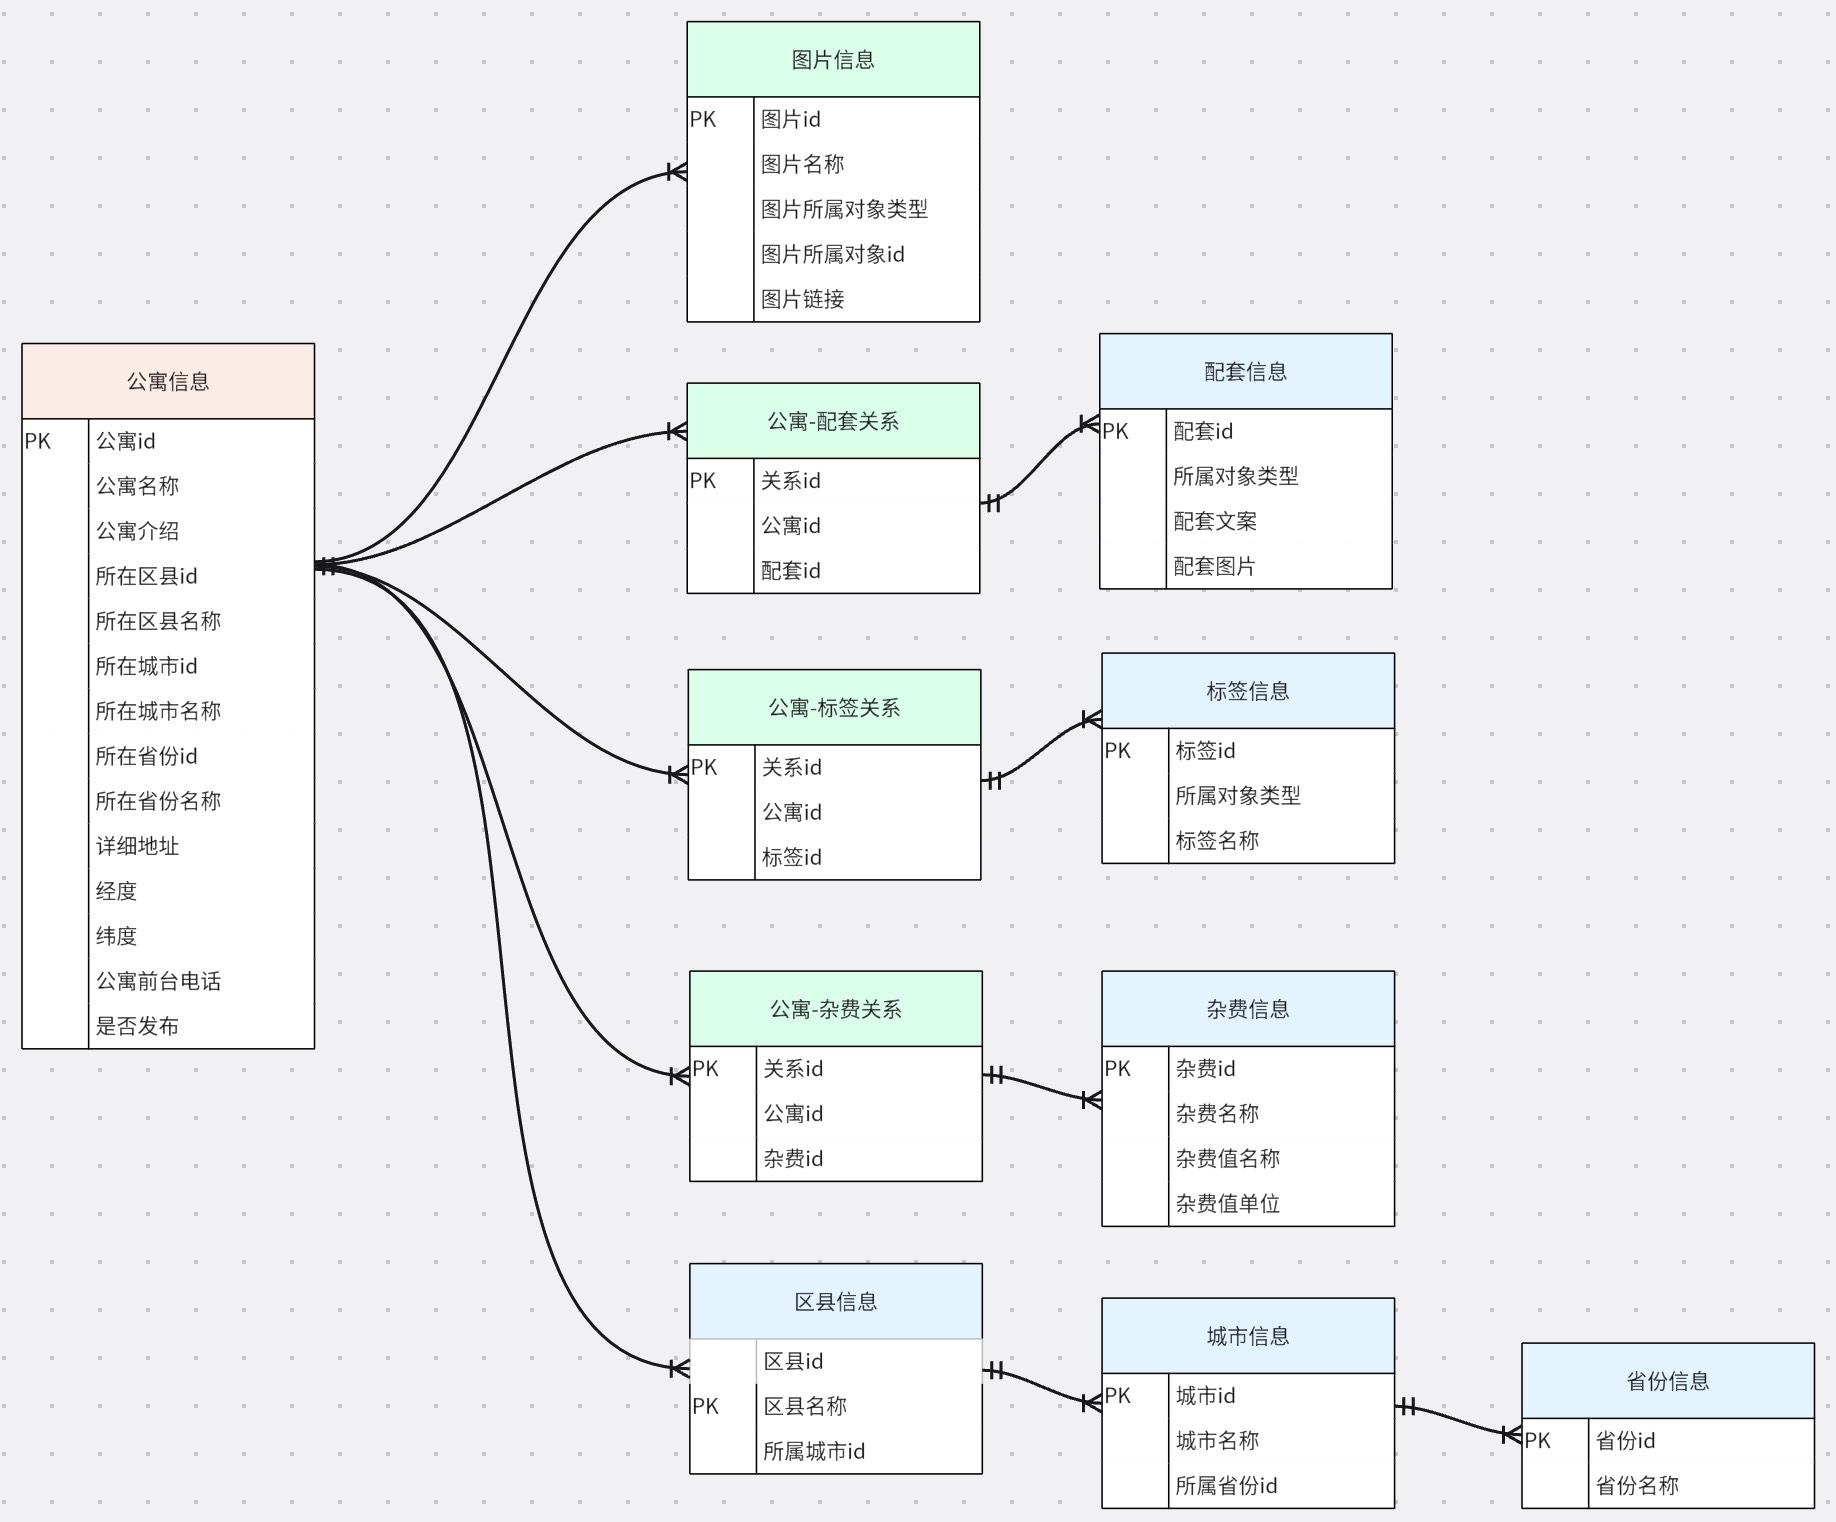 图片信息
PK 图片id
图片名称
图片所属对象类型
图片所属对象id
图片链接
公寓信息
PK 公寓id
公寓名称
公寓介绍
所在区县id
所在区县名称
所在城市id
所在城市名称
所在省份id
所在省份名称
详细地址
经度
纬度
公寓前台电话
是否发布
公寓-配套关系
PK 关系id
公寓id
配套id
配套信息
PK 配套id
所属对象类型
配套文案
配套图片
公寓-标签关系
PK 关系id
公寓id
标签id
标签信息
PK 标签id
所属对象类型
标签名称
公寓-杂费关系
PK 关系id
公寓id
杂费id
杂费信息
PK 杂费id
杂费名称
杂费值名称
杂费值单位
区县信息
区县id
PK 区县名称
所属城市id
城市信息
PK 城市id
城市名称
所属省份id
省份信息
PK 省份id
省份名称